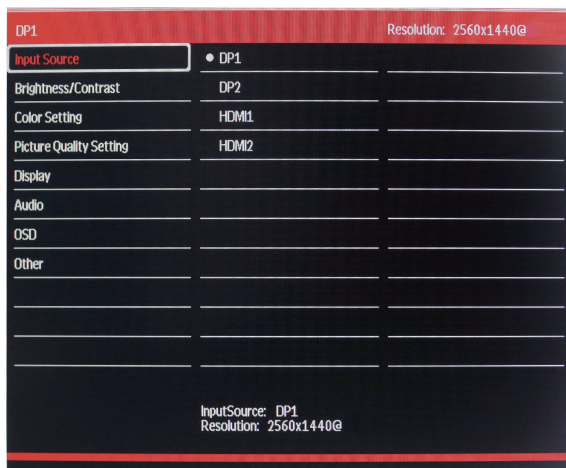 DP1 Resolution: 2560x1440@
Input Source DP1
Brightness/Contrast DP2
Color Setting HDMI1
Picture Quality Setting HDMI2
Display
Audio
OSD
Other
InputSource: DP1
Resolution: 2560x1440@